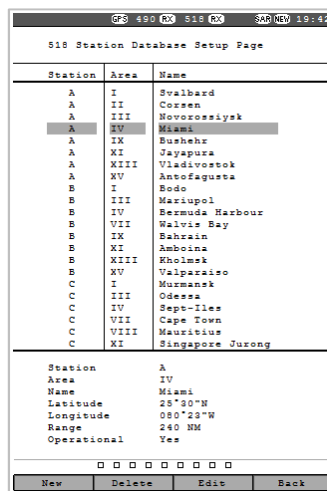 GPS 490 RX 518 RX SAR NEW 19:42
518 Station Database Setup Page
Station Area Name
A I Svalbard
A II Corsen
A III Novorossiysk
A IV Miami
A IX Bushehr
A XI Jayapura
A XIII Vladivostok
A XV Antofagusta
B I Bodo
B III Mariupol
B IV Bermuda Harbour
B VII Walvis Bay
B IX Bahrain
B XI Amboina
B XIII Kholmsk
B XV Valparaiso
C I Murmansk
C III Odessa
C IV Sept-Iles
C VII Cape Town
C VIII Mauritius
C XI Singapore Jurong
Station A
Area IV
Name Miami
Latitude 25°30"N
Longitude 080°23"W
Range 240 NM
Operational Yes
New Delete Edit Back